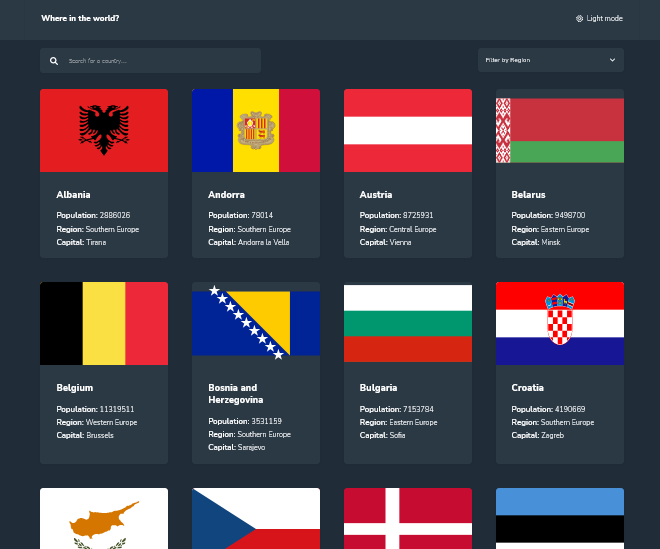 Where in the world?
Light mode
Search for a country...
Filter by Region
Albania
Population: 2886026
Region: Southern Europe
Capital: Tirana
Andorra
Population: 78014
Region: Southern Europe
Capital: Andorra la Vella
Austria
Population: 8725931
Region: Central Europe
Capital: Vienna
Belarus
Population: 9498700
Region: Eastern Europe
Capital: Minsk
Belgium
Population: 11319511
Region: Western Europe
Capital: Brussels
Bosnia and
Herzegovina
Population: 3531159
Region: Southern Europe
Capital: Sarajevo
Bulgaria
Population: 7153784
Region: Eastern Europe
Capital: Sofia
Croatia
Population: 4190669
Region: Southern Europe
Capital: Zagreb